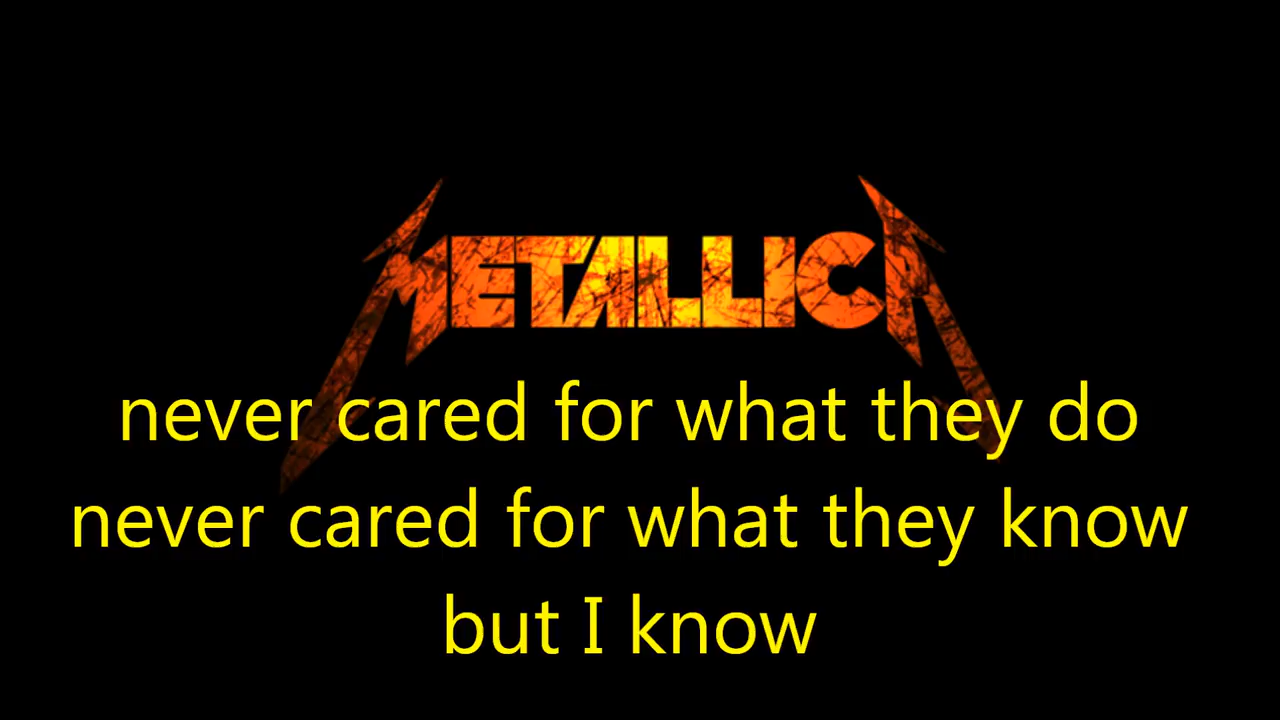 METALLICA
never cared for what they do
never cared for what they know
but I know